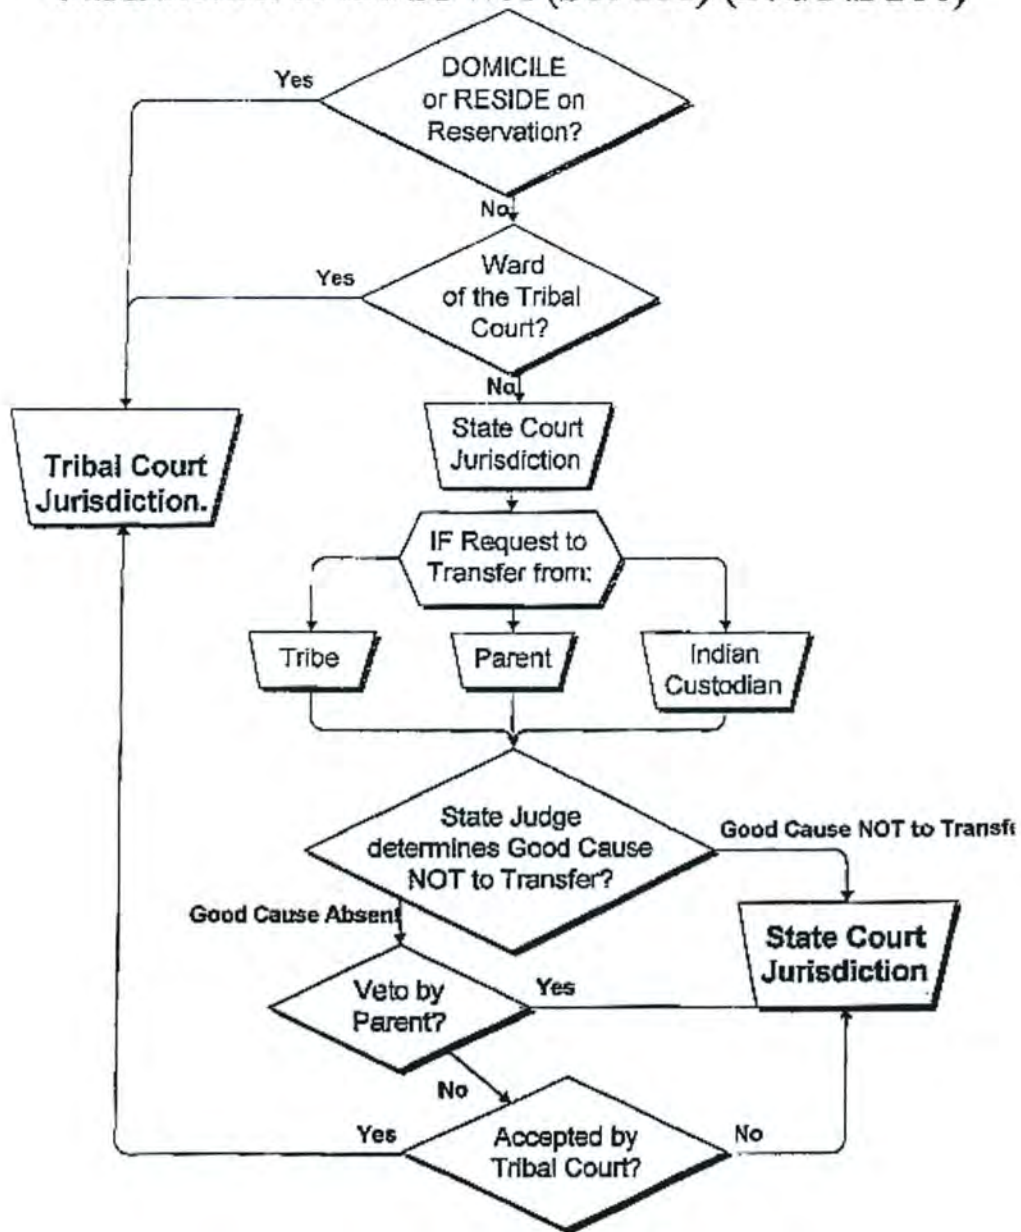 Yes
DOMICILE
or RESIDE on
Reservation?
No
Yes
Ward
of the Tribal
Court?
No
State Court
Jurisdiction
Tribal Court
Jurisdiction.
IF Request to
Transfer from:
Tribe
Parent
Indian
Custodian
State Judge
determines Good Cause
NOT to Transfer?
Good Cause NOT to Transf
Good Cause Absent
State Court
Jurisdiction
Veto by
Parent?
Yes
No
Yes
Accepted by
Tribal Court?
No